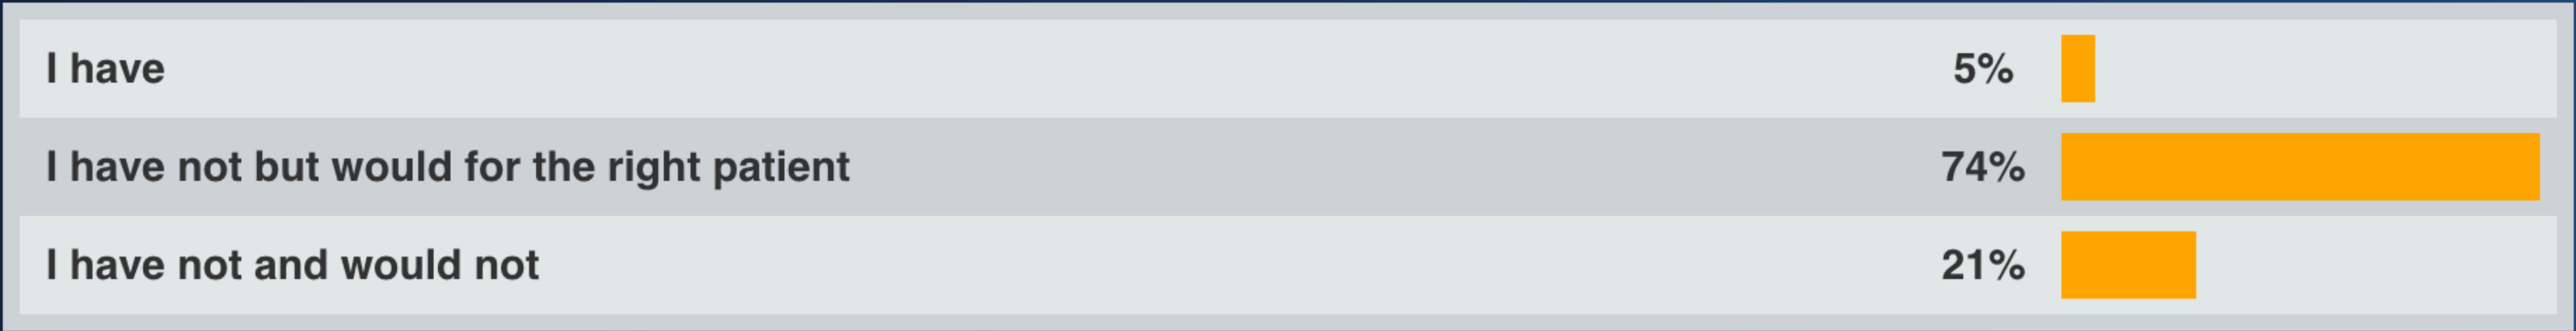 I have 5%
I have not but would for the right patient 74%
I have not and would not 21%